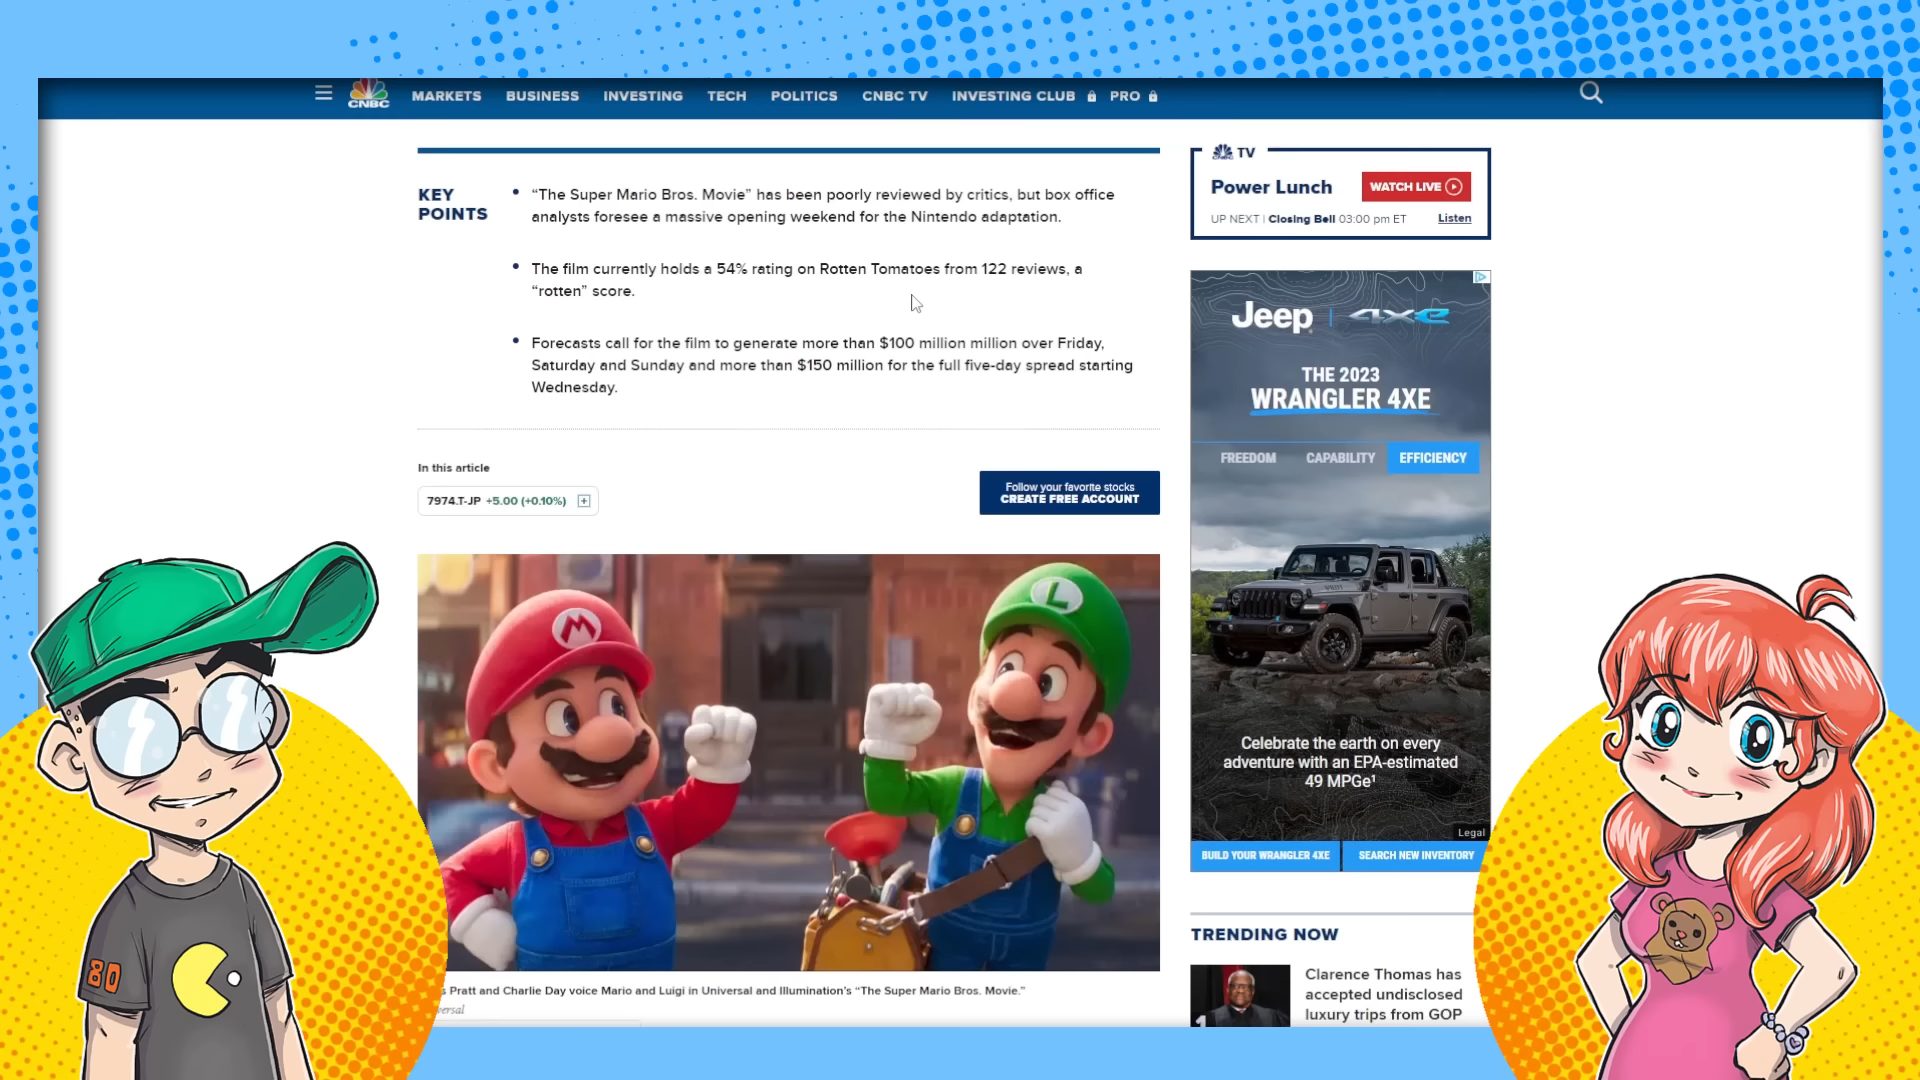 CNBC
MARKETS BUSINESS INVESTING TECH POLITICS CNBC TV INVESTING CLUB PRO
KEY
POINTS
“The Super Mario Bros. Movie” has been poorly reviewed by critics, but box office
analysts foresee a massive opening weekend for the Nintendo adaptation.
The film currently holds a 54% rating on Rotten Tomatoes from 122 reviews, a
“rotten” score.
Forecasts call for the film to generate more than $100 million million over Friday,
Saturday and Sunday and more than $150 million for the full five-day spread starting
Wednesday.
In this article
7974.T-JP +5.00 (+0.10%)
Follow your favorite stocks
CREATE FREE ACCOUNT
M
L
s Pratt and Charlie Day voice Mario and Luigi in Universal and Illumination’s “The Super Mario Bros. Movie.”
versal
CNBC TV
Power Lunch
WATCH LIVE
UP NEXT | Closing Bell 03:00 pm ET
Listen
Jeep | 4xe
THE 2023
WRANGLER 4XE
FREEDOM CAPABILITY EFFICIENCY
Celebrate the earth on every
adventure with an EPA-estimated
49 MPGe¹
Legal
BUILD YOUR WRANGLER 4XE SEARCH NEW INVENTORY
TRENDING NOW
1
Clarence Thomas has
accepted undisclosed
luxury trips from GOP
80